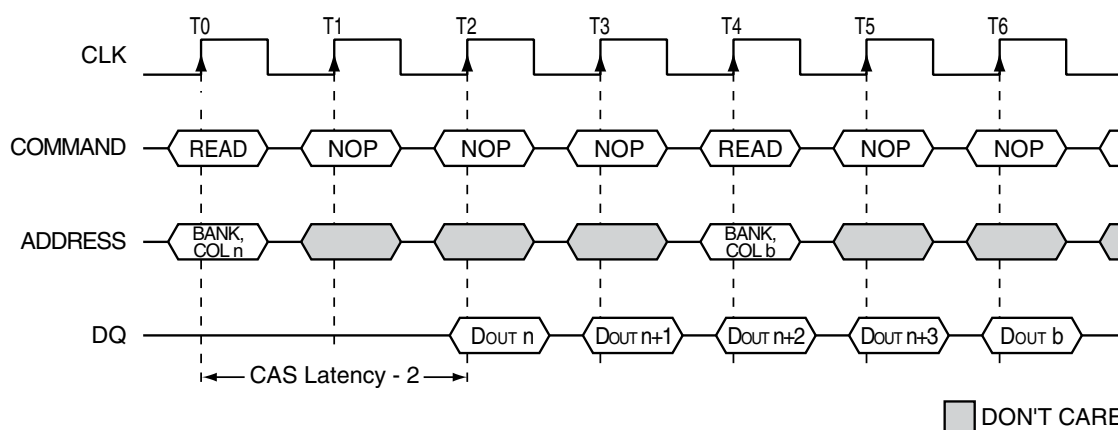 T0 T1 T2 T3 T4 T5 T6
CLK
COMMAND READ NOP NOP NOP READ NOP NOP
ADDRESS BANK, COL n BANK, COL b
DQ DOUT n DOUT n+1 DOUT n+2 DOUT n+3 DOUT b
CAS Latency - 2
DON'T CARE